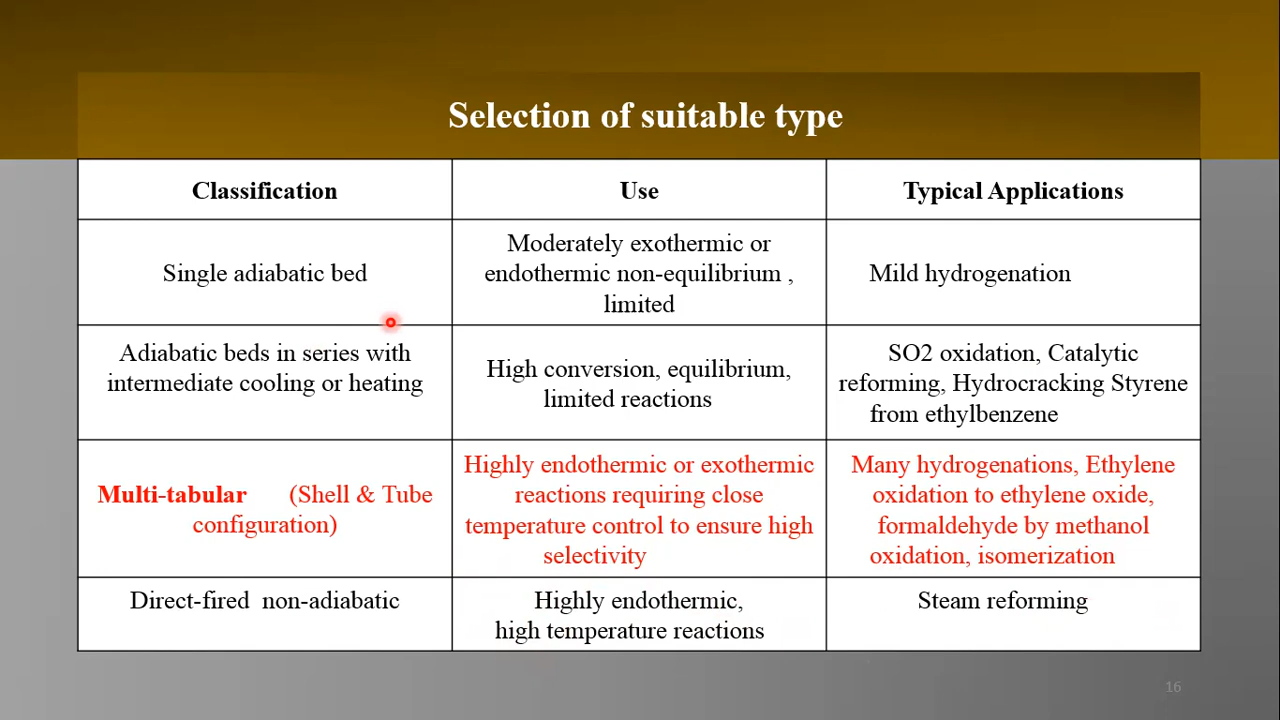 Selection of suitable type
Classification
Use
Typical Applications
Single adiabatic bed
Moderately exothermic or
endothermic non-equilibrium ,
limited
Mild hydrogenation
Adiabatic beds in series with
intermediate cooling or heating
High conversion, equilibrium,
limited reactions
SO2 oxidation, Catalytic
reforming, Hydrocracking Styrene
from ethylbenzene
Multi-tabular (Shell & Tube
configuration)
Highly endothermic or exothermic
reactions requiring close
temperature control to ensure high
selectivity
Many hydrogenations, Ethylene
oxidation to ethylene oxide,
formaldehyde by methanol
oxidation, isomerization
Direct-fired non-adiabatic
Highly endothermic,
high temperature reactions
Steam reforming
16